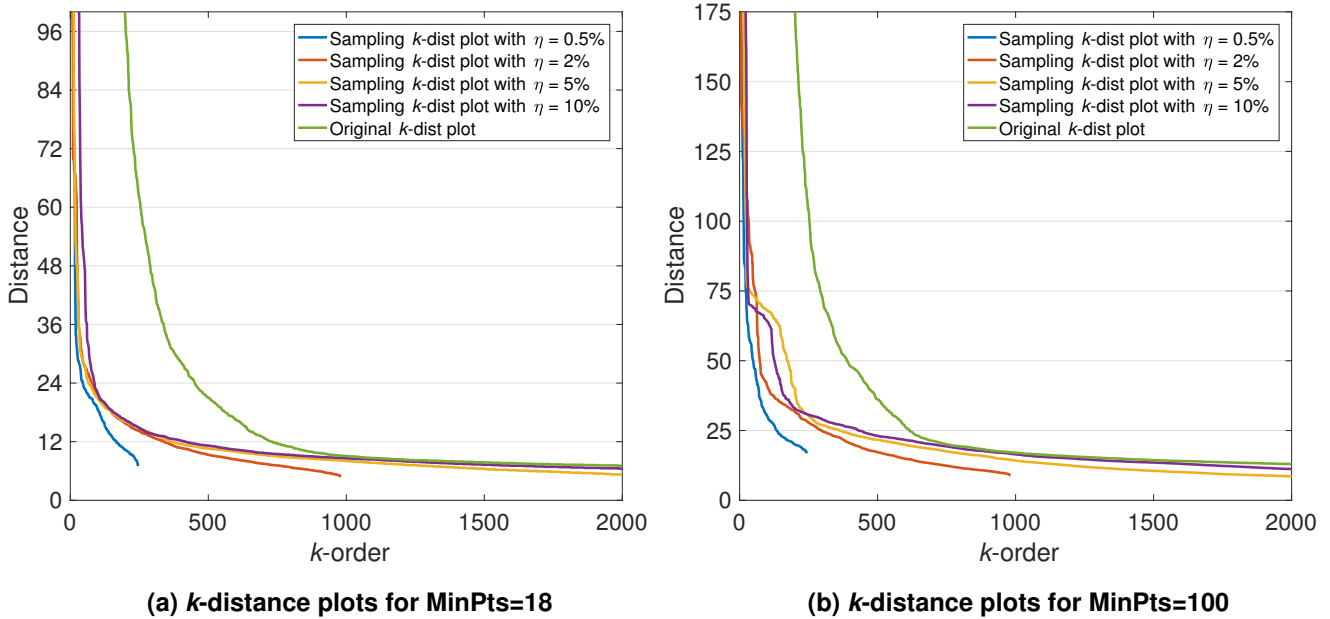 96
84
72
60
48
36
24
12
0
Distance
0 500 1000 1500 2000
k-order
Sampling k-dist plot with η = 0.5%
Sampling k-dist plot with η = 2%
Sampling k-dist plot with η = 5%
Sampling k-dist plot with η = 10%
Original k-dist plot
(a) k-distance plots for MinPts=18
175
150
125
100
75
50
25
0
Distance
0 500 1000 1500 2000
k-order
Sampling k-dist plot with η = 0.5%
Sampling k-dist plot with η = 2%
Sampling k-dist plot with η = 5%
Sampling k-dist plot with η = 10%
Original k-dist plot
(b) k-distance plots for MinPts=100